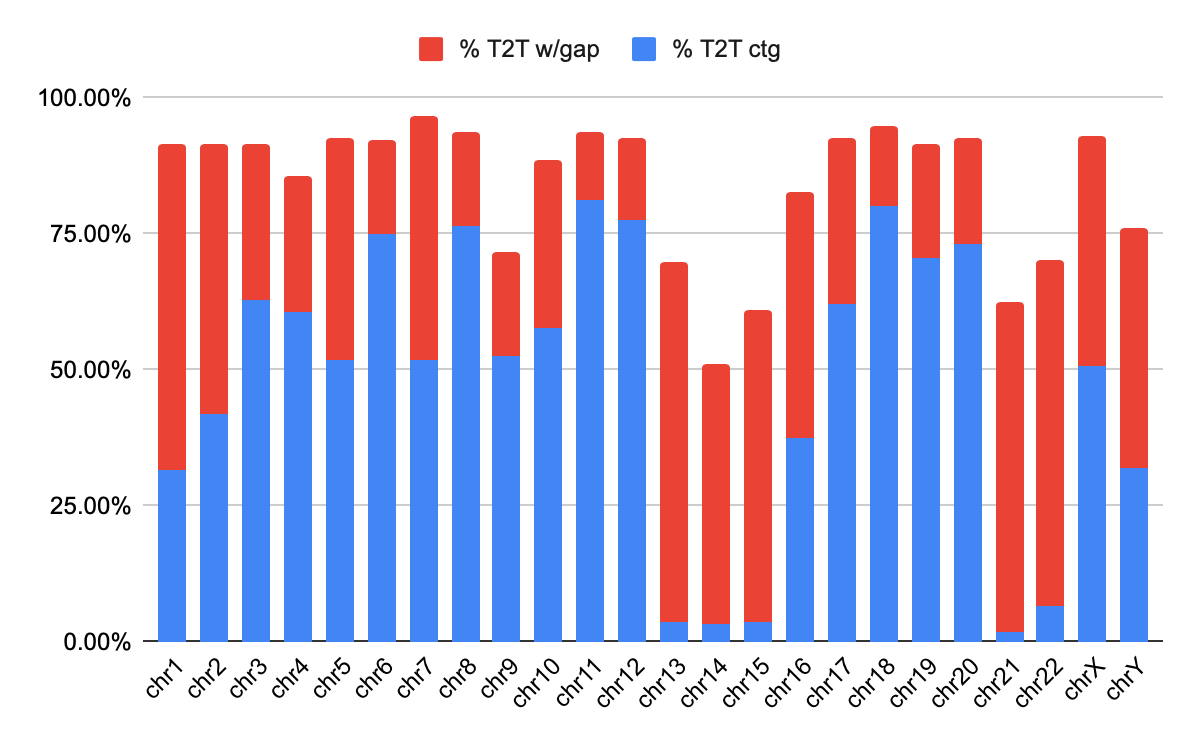 % T2T w/gap % T2T ctg
100.00%
75.00%
50.00%
25.00%
0.00%
chr1 chr2 chr3 chr4 chr5 chr6 chr7 chr8 chr9 chr10 chr11 chr12 chr13 chr14 chr15 chr16 chr17 chr18 chr19 chr20 chr21 chr22 chrX chrY